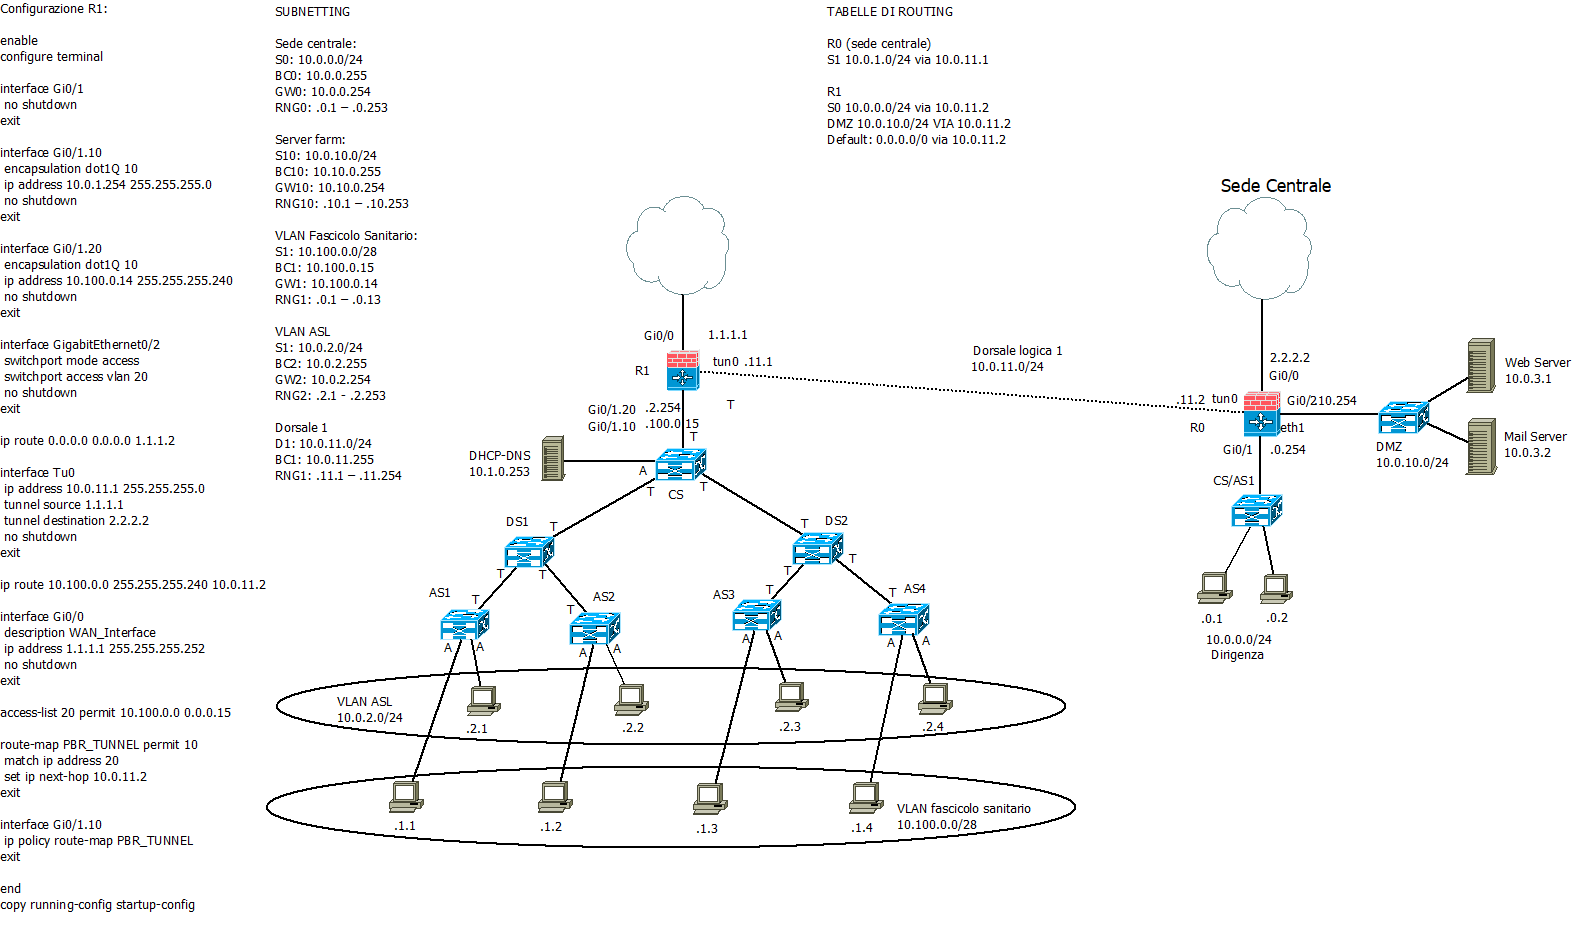 Configurazione R1:
enable
configure terminal
interface Gi0/1
no shutdown
exit
interface Gi0/1.10
encapsulation dot1Q 10
ip address 10.0.1.254 255.255.255.0
no shutdown
exit
interface Gi0/1.20
encapsulation dot1Q 10
ip address 10.100.0.14 255.255.255.240
no shutdown
exit
interface GigabitEthernet0/2
switchport mode access
switchport access vlan 20
no shutdown
exit
ip route 0.0.0.0 0.0.0.0 1.1.1.2
interface Tu0
ip address 10.0.11.1 255.255.255.0
tunnel source 1.1.1.1
tunnel destination 2.2.2.2
no shutdown
exit
ip route 10.100.0.0 255.255.255.240 10.0.11.2
interface Gi0/0
description WAN_Interface
ip address 1.1.1.1 255.255.255.252
no shutdown
exit
access-list 20 permit 10.100.0.0 0.0.0.15
route-map PBR_TUNNEL permit 10
match ip address 20
set ip next-hop 10.0.11.2
exit
interface Gi0/1.10
ip policy route-map PBR_TUNNEL
exit
end
copy running-config startup-config
SUBNETTING
Sede centrale:
S0: 10.0.0.0/24
BC0: 10.0.0.255
GW0: 10.0.0.254
RNG0: .0.1 – .0.253
Server farm:
S10: 10.0.10.0/24
BC10: 10.10.0.255
GW10: 10.10.0.254
RNG10: .10.1 – .10.253
VLAN Fascicolo Sanitario:
S1: 10.100.0.0/28
BC1: 10.100.0.15
GW1: 10.100.0.14
RNG1: .0.1 – .0.13
VLAN ASL
S1: 10.0.2.0/24
BC2: 10.0.2.255
GW2: 10.0.2.254
RNG2: .2.1 - .2.253
Dorsale 1
D1: 10.0.11.0/24
BC1: 10.0.11.255
RNG1: .11.1 – .11.254
TABELLE DI ROUTING
R0 (sede centrale)
S1 10.0.1.0/24 via 10.0.11.1
R1
S0 10.0.0.0/24 via 10.0.11.2
DMZ 10.0.10.0/24 VIA 10.0.11.2
Default: 0.0.0.0/0 via 10.0.11.2
Sede Centrale
Gi0/0
1.1.1.1
R1
tun0 .11.1
T
Dorsale logica 1
10.0.11.0/24
2.2.2.2
Gi0/0
.11.2
tun0
Gi0/210.254
R0
eth1
Gi0/1
.0.254
Web Server
10.0.3.1
Mail Server
10.0.3.2
DMZ
10.0.10.0/24
CS/AS1
.0.1
.0.2
10.0.0.0/24
Dirigenza
Gi0/1.20
.2.254
Gi0/1.10
.100.0.15
T
DHCP-DNS
10.1.0.253
A
T
T
CS
DS1
T
T
T
DS2
T
T
T
AS1
T
A
A
AS2
T
A
A
AS3
T
A
A
AS4
T
A
A
VLAN ASL
10.0.2.0/24
.2.1
.2.2
.2.3
.2.4
VLAN fascicolo sanitario
10.100.0.0/28
.1.1
.1.2
.1.3
.1.4